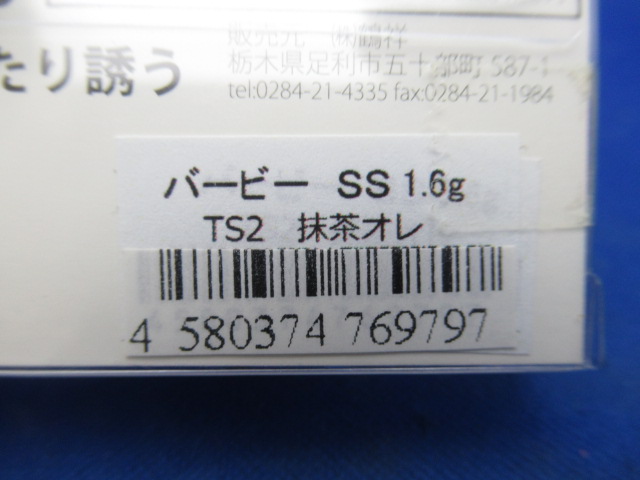 たり誘う
販売元 ㈱鶴祥
栃木県足利市五十部町 587-1
tel:0284-21-4335 fax:0284-21-1984
バービー SS 1.6g
TS2 抹茶オレ
4 580374 769797